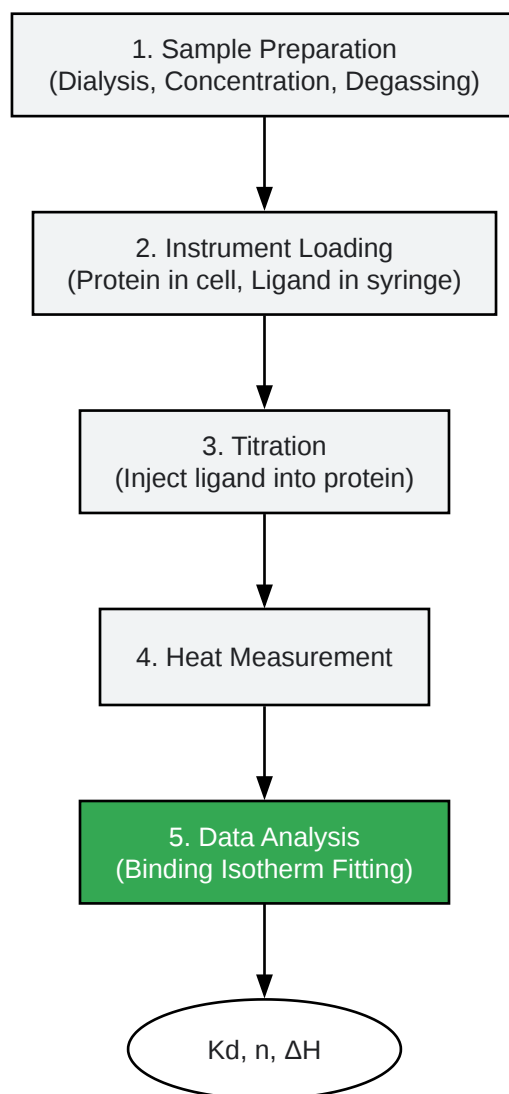 1. Sample Preparation
(Dialysis, Concentration, Degassing)
2. Instrument Loading
(Protein in cell, Ligand in syringe)
3. Titration
(Inject ligand into protein)
4. Heat Measurement
5. Data Analysis
(Binding Isotherm Fitting)
Kd, n, ΔH